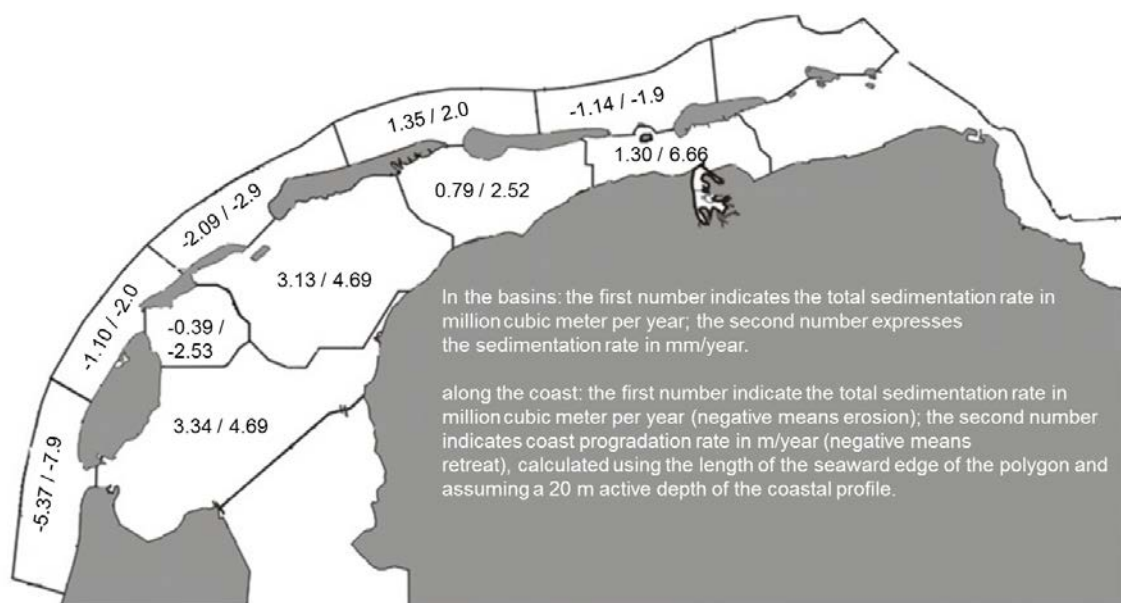 -1.14 / -1.9
1.35 / 2.0
1.30 / 6.66
0.79 / 2.52
-2.09 / -2.9
3.13 / 4.69
-1.10 / -2.0
-0.39 /
-2.53
3.34 / 4.69
-5.37 / -7.9
In the basins: the first number indicates the total sedimentation rate in
million cubic meter per year; the second number expresses
the sedimentation rate in mm/year.
along the coast: the first number indicate the total sedimentation rate in
million cubic meter per year (negative means erosion); the second number
indicates coast progradation rate in m/year (negative means
retreat), calculated using the length of the seaward edge of the polygon and
assuming a 20 m active depth of the coastal profile.